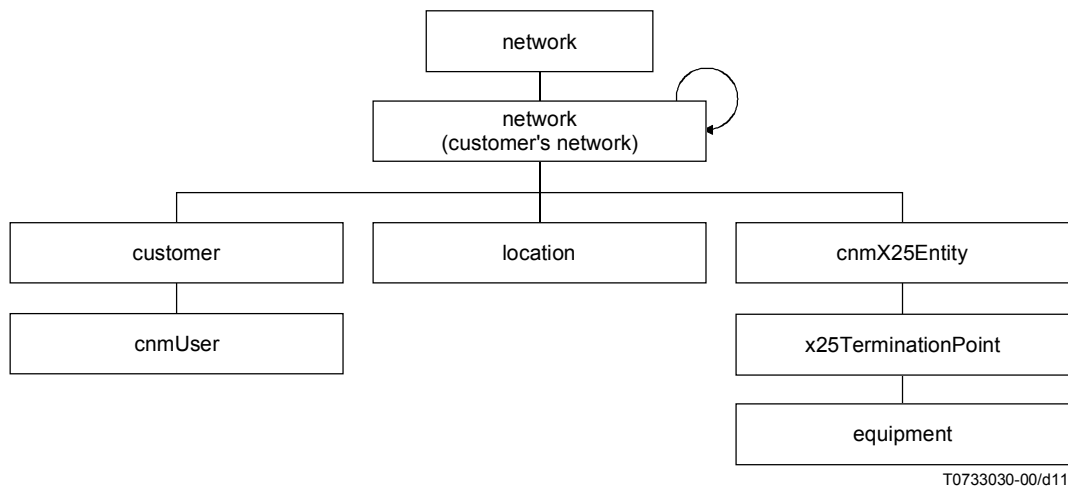 network
network
(customer's network)
customer
location
cnmX25Entity
cnmUser
x25TerminationPoint
equipment
T0733030-00/d11